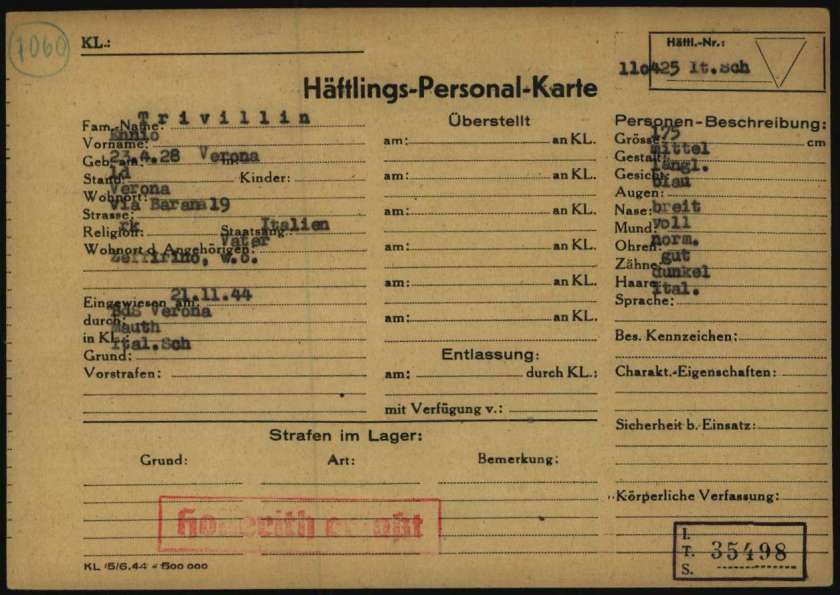 1060
KL.:
Häftl.-Nr.:
110425 It.Sch
Häftlings-Personal-Karte
Fam.-Name: Trivillin
Vorname: Ennio
Geb. am: 23.4.28 Verona
Stand: ld Kinder:
Wohnort: Verona
Strasse: Via Barana 19
Religion: rk Staatsang.: Italien
Wohnort d. Angehörigen: Vater
Zeffirino, w.o.
Eingewiesen am: 21.11.44
durch: BdS Verona
in KL: Mauth
Grund: Ital.Sch
Vorstrafen:
Überstellt
am: an KL.
am: an KL.
am: an KL.
am: an KL.
am: an KL.
am: an KL.
Entlassung:
am: durch KL.:
mit Verfügung v.:
Personen-Beschreibung:
Grösse: 175 cm
Gestalt: mittel
Gesicht: längl.
Augen: blau
Nase: breit
Mund: voll
Ohren: norm.
Zähne: gut
Haare: dunkel
Sprache: ital.
Bes. Kennzeichen:
Charakt.-Eigenschaften:
Sicherheit b. Einsatz:
Körperliche Verfassung:
Strafen im Lager:
Grund: Art: Bemerkung:
Hollerith erfaßt
I.
T. 35498
S.
KL /5/6.44 - 500 000